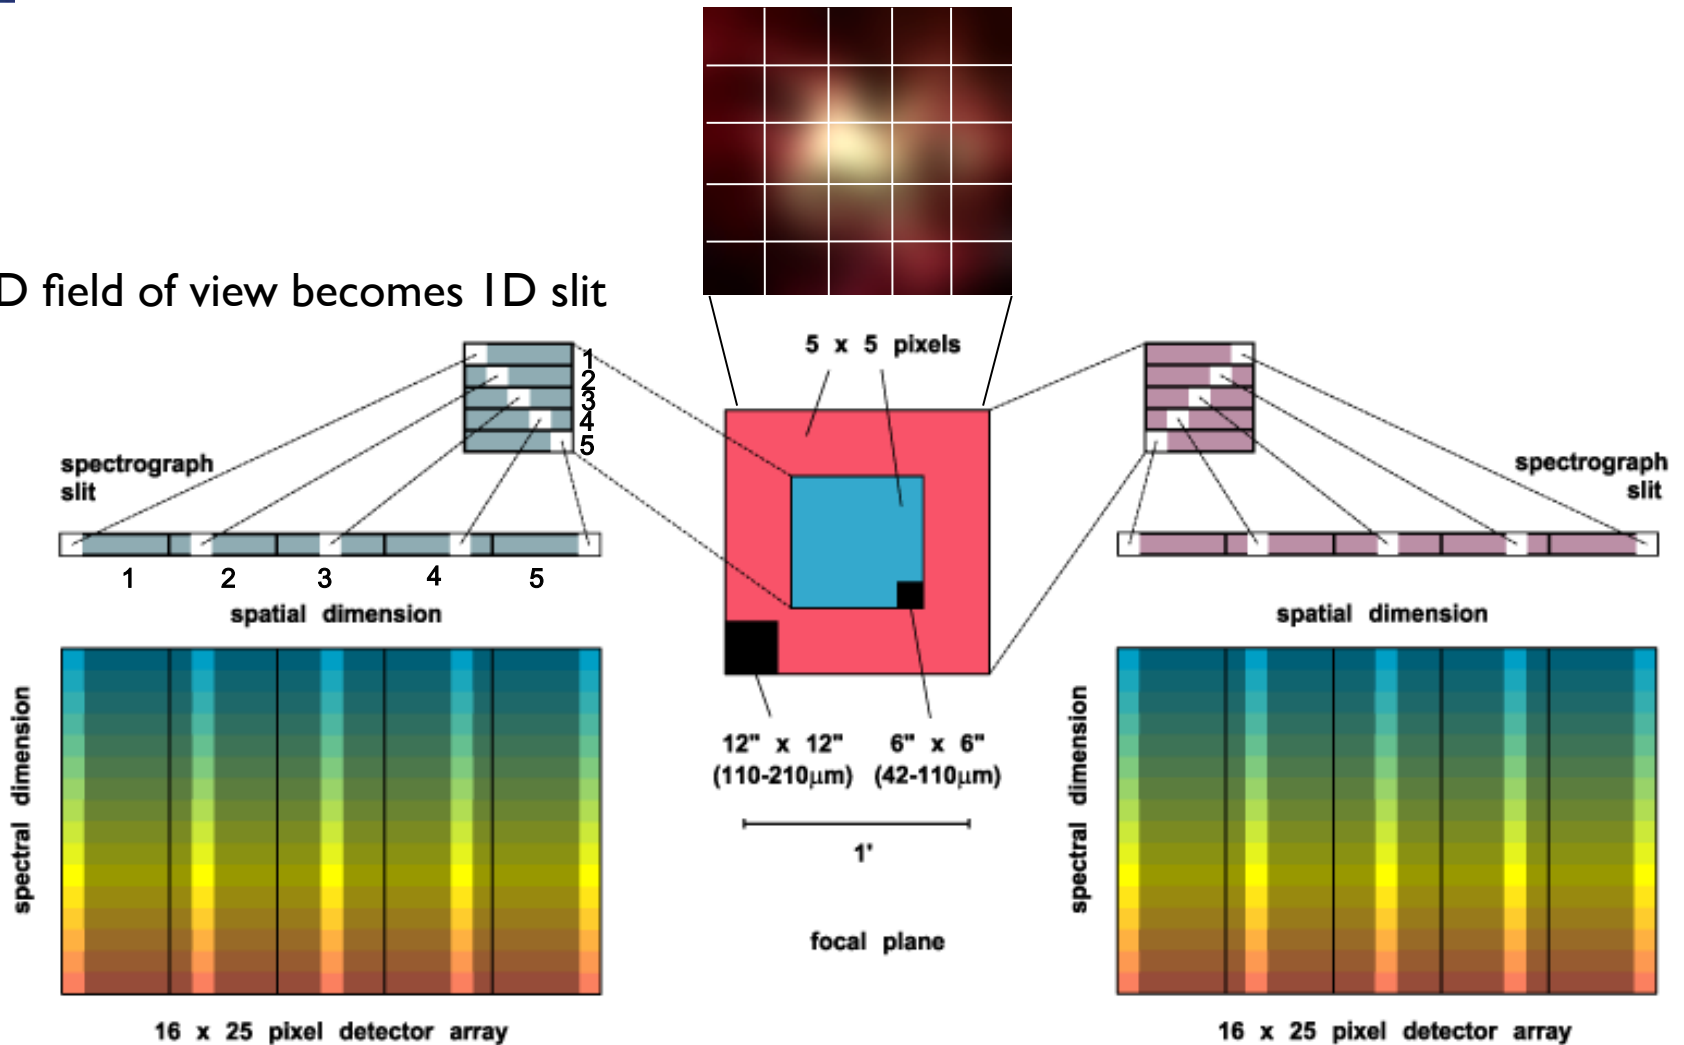 D field of view becomes 1D slit
5 x 5 pixels
1
2
3
4
5
spectrograph
slit
spectrograph
slit
1 2 3 4 5
spatial dimension
spatial dimension
spectral dimension
spectral dimension
12" x 12"
(110-210μm)
6" x 6"
(42-110μm)
1'
focal plane
16 x 25 pixel detector array
16 x 25 pixel detector array